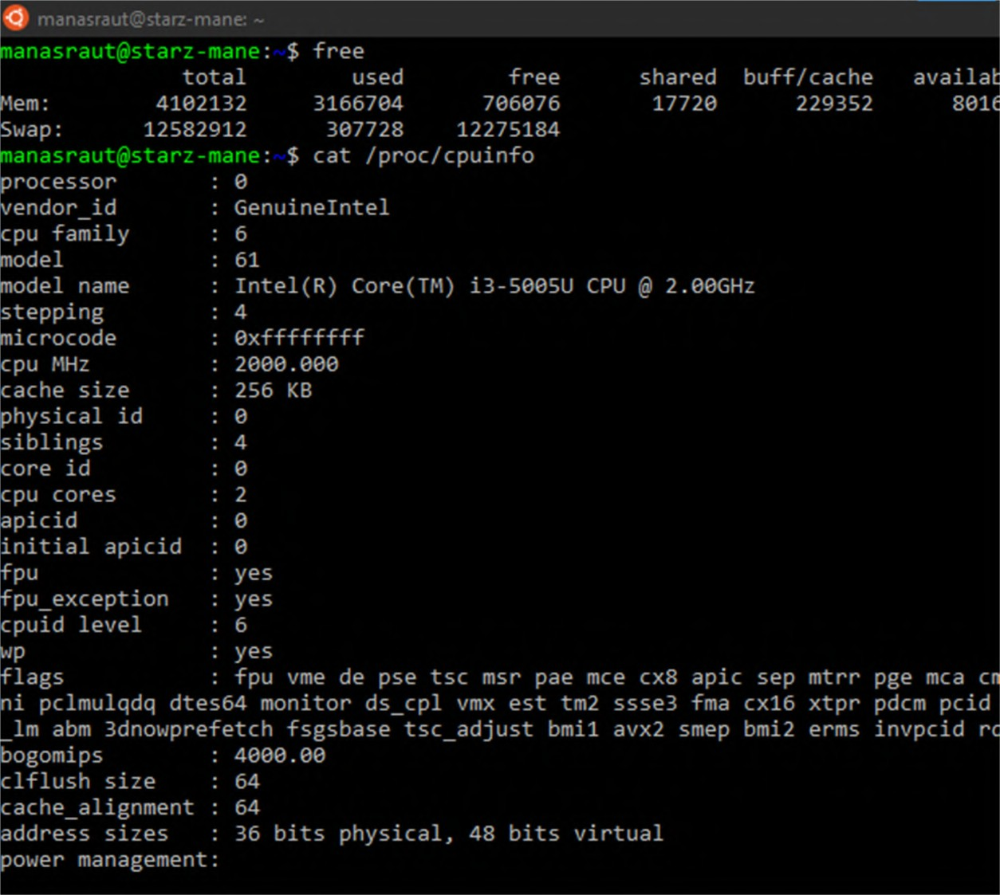 manasraut@starz-mane: ~
manasraut@starz-mane:~$ free
total used free shared buff/cache availab
Mem: 4102132 3166704 706076 17720 229352 8016
Swap: 12582912 307728 12275184
manasraut@starz-mane:~$ cat /proc/cpuinfo
processor : 0
vendor_id : GenuineIntel
cpu family : 6
model : 61
model name : Intel(R) Core(TM) i3-5005U CPU @ 2.00GHz
stepping : 4
microcode : 0xffffffff
cpu MHz : 2000.000
cache size : 256 KB
physical id : 0
siblings : 4
core id : 0
cpu cores : 2
apicid : 0
initial apicid : 0
fpu : yes
fpu_exception : yes
cpuid level : 6
wp : yes
flags : fpu vme de pse tsc msr pae mce cx8 apic sep mtrr pge mca cm
ni pclmulqdq dtes64 monitor ds_cpl vmx est tm2 ssse3 fma cx16 xtpr pdcm pcid
_lm abm 3dnowprefetch fsgsbase tsc_adjust bmi1 avx2 smep bmi2 erms invpcid
bogomips : 4000.00
clflush size : 64
cache_alignment : 64
address sizes : 36 bits physical, 48 bits virtual
power management: